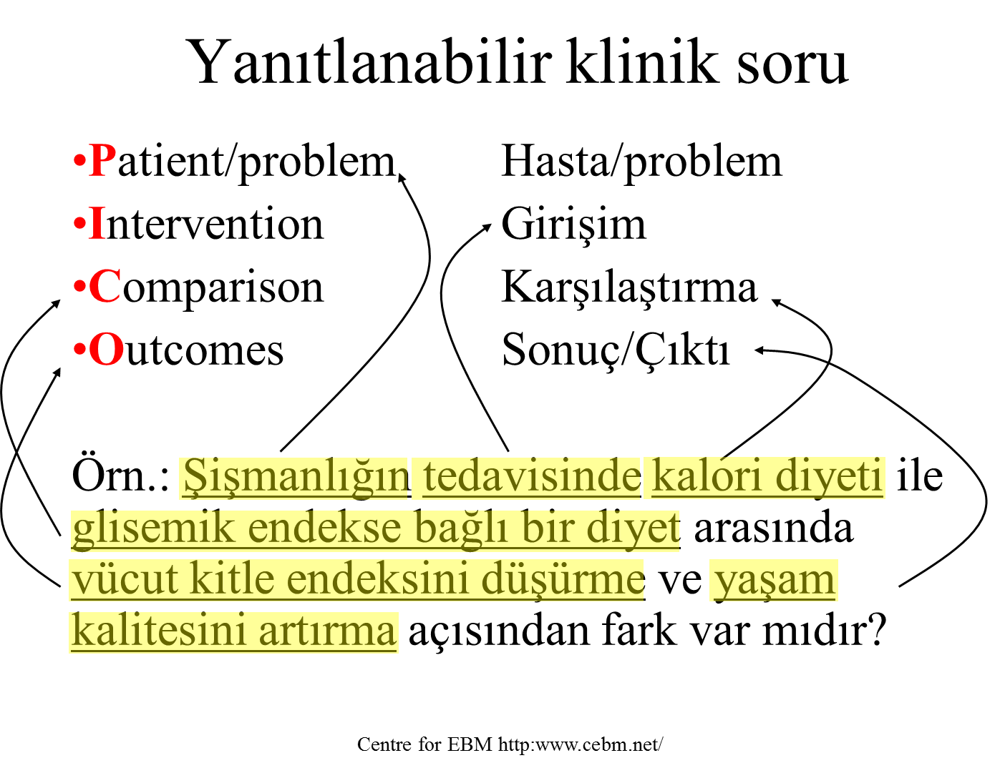 Yanıtlanabilir klinik soru
•Patient/problem Hasta/problem
•Intervention Girişim
•Comparison Karşılaştırma
•Outcomes Sonuç/Çıktı
Örn.: Şişmanlığın tedavisinde kalori diyeti ile
glisemik endekse bağlı bir diyet arasında
vücut kitle endeksini düşürme ve yaşam
kalitesini artırma açısından fark var mıdır?
Centre for EBM http:www.cebm.net/